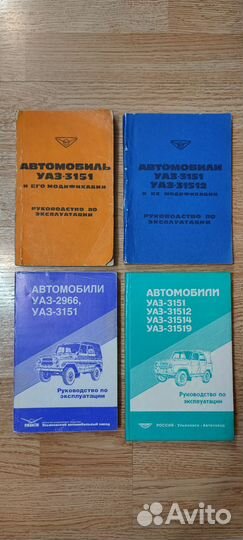 АВТОМОБИЛЬ
УАЗ-3151
И ЕГО МОДИФИКАЦИИ
РУКОВОДСТВО ПО
ЭКСПЛУАТАЦИИ
АВТОМОБИЛИ
УАЗ-3151
УАЗ-31512
И ИХ МОДИФИКАЦИИ
РУКОВОДСТВО ПО
ЭКСПЛУАТАЦИИ
АВТОМОБИЛИ
УАЗ-2966,
УАЗ-3151
Руководство по
эксплуатации
Ульяновский автомобильный завод
АВТОМОБИЛИ
УАЗ-3151
УАЗ-31512
УАЗ-31514
УАЗ-31519
Руководство по
эксплуатации
РОССИЯ - Ульяновск - Автозавод
Avito